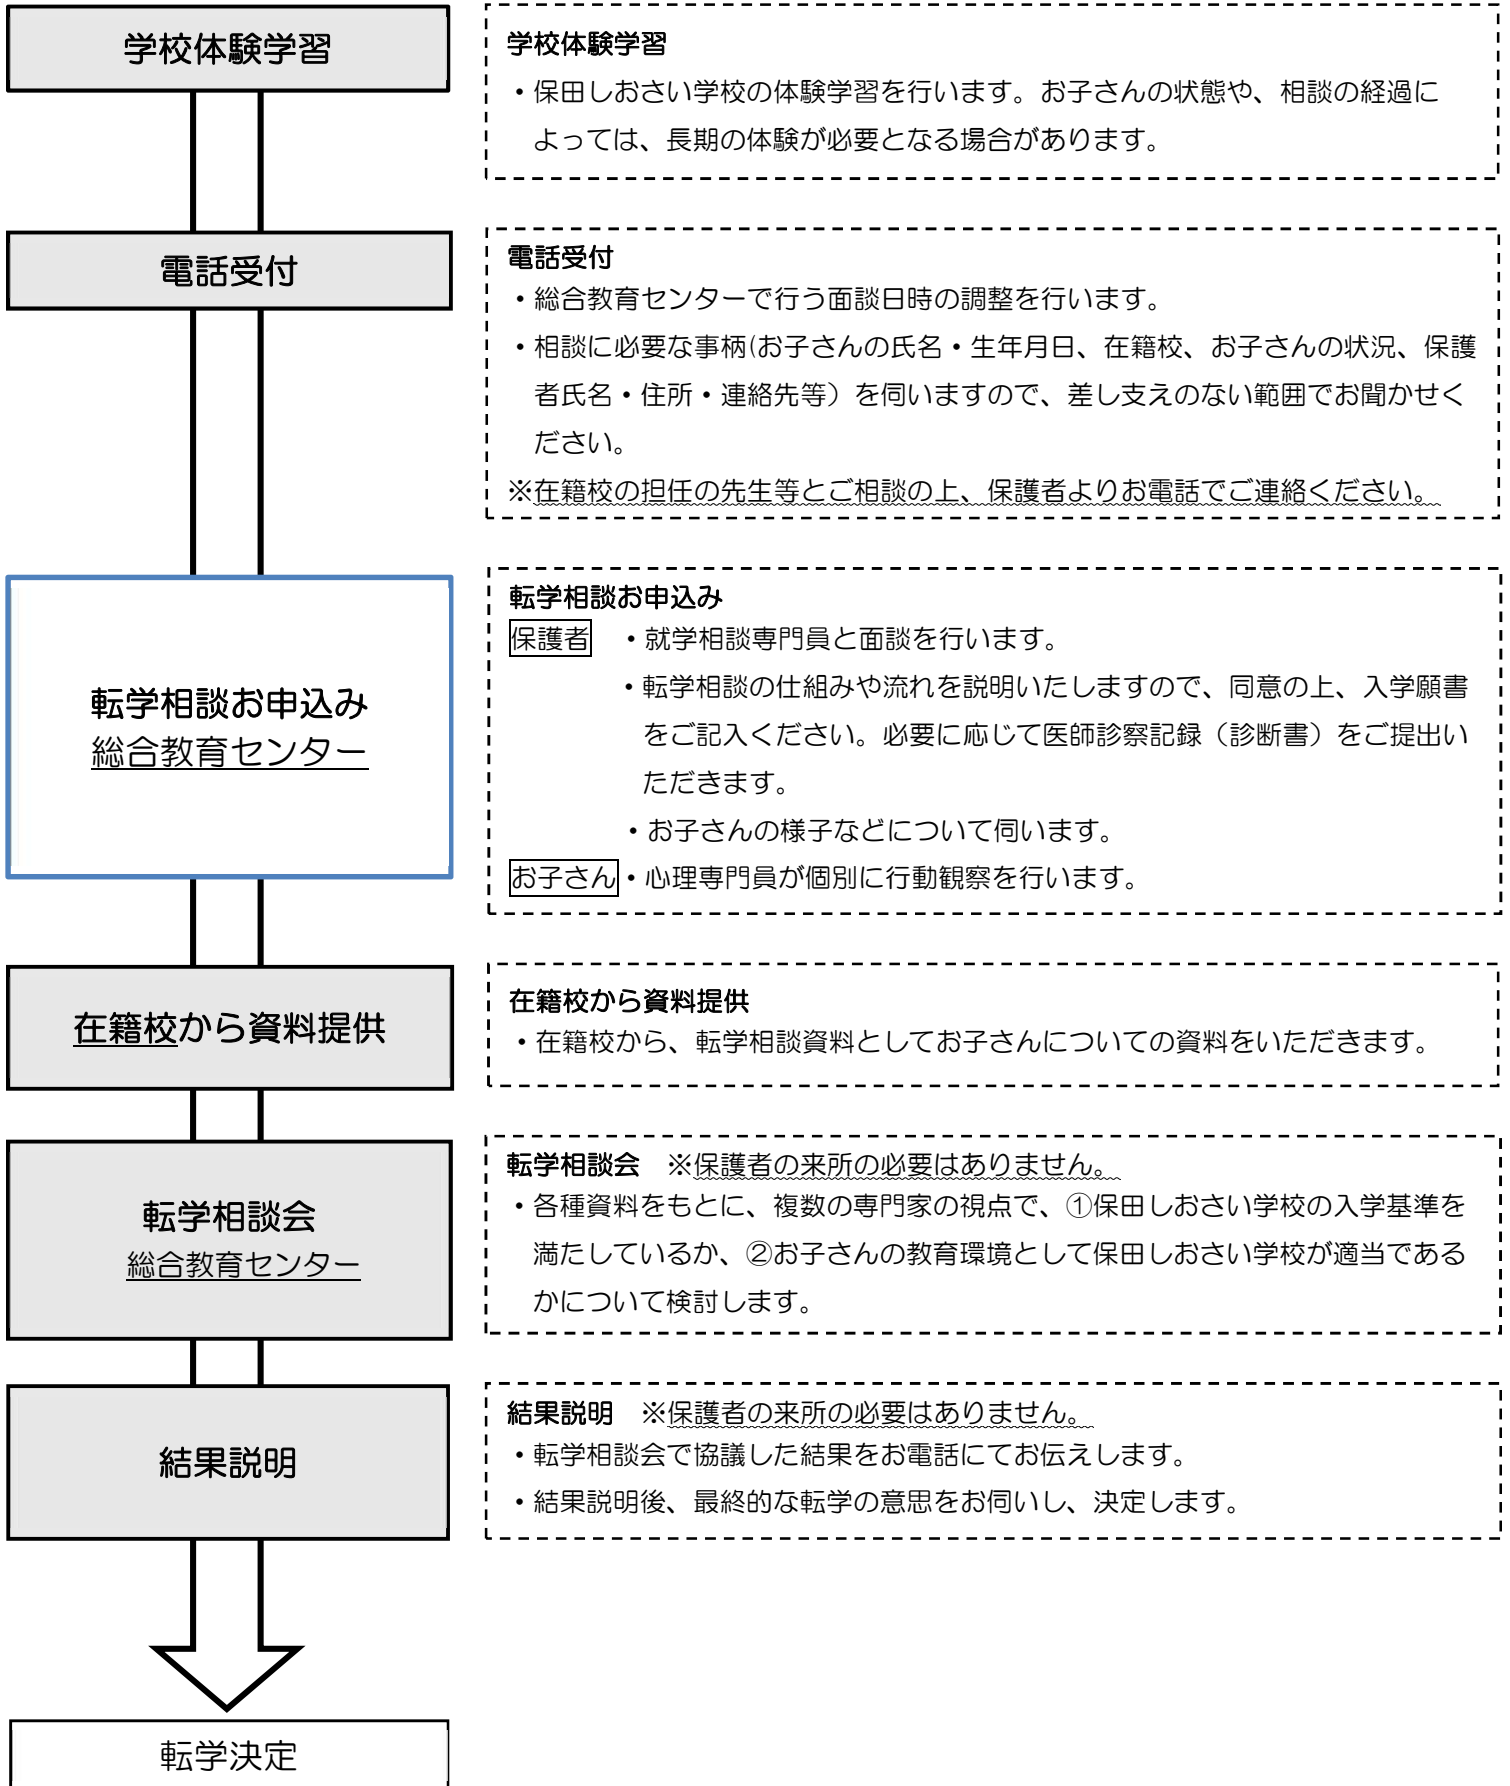 学校体験学習
学校体験学習
・保田しおさい学校の体験学習を行います。お子さんの状態や、相談の経過に
よっては、長期の体験が必要となる場合があります。
電話受付
電話受付
・総合教育センターで行う面談日時の調整を行います。
・相談に必要な事柄(お子さんの氏名・生年月日、在籍校、お子さんの状況、保護
者氏名・住所・連絡先等）を伺いますので、差し支えのない範囲でお聞かせく
ださい。
※在籍校の担任の先生等とご相談の上、保護者よりお電話でご連絡ください。
転学相談お申込み
総合教育センター
転学相談お申込み
保護者　・就学相談専門員と面談を行います。
・転学相談の仕組みや流れを説明いたしますので、同意の上、入学願書
をご記入ください。必要に応じて医師診察記録（診断書）をご提出い
ただきます。
・お子さんの様子などについて伺います。
お子さん・心理専門員が個別に行動観察を行います。
在籍校から資料提供
在籍校から資料提供
・在籍校から、転学相談資料としてお子さんについての資料をいただきます。
転学相談会
総合教育センター
転学相談会　※保護者の来所の必要はありません。
・各種資料をもとに、複数の専門家の視点で、①保田しおさい学校の入学基準を
満たしているか、②お子さんの教育環境として保田しおさい学校が適当である
かについて検討します。
結果説明
結果説明　※保護者の来所の必要はありません。
・転学相談会で協議した結果をお電話にてお伝えします。
・結果説明後、最終的な転学の意思をお伺いし、決定します。
転学決定